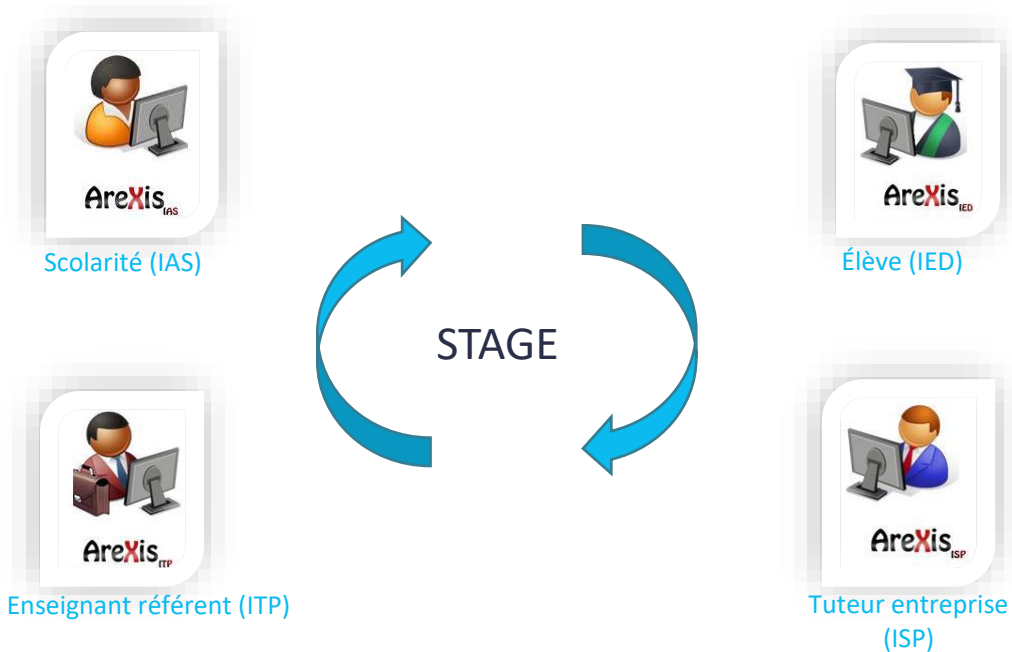 AreXis IAS
Scolarité (IAS)
AreXis IED
Élève (IED)
STAGE
AreXis ITP
Enseignant référent (ITP)
AreXis ISP
Tuteur entreprise
(ISP)